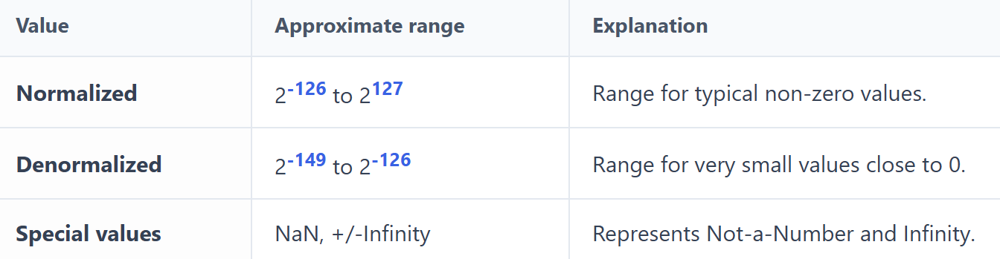 Value Approximate range Explanation
Normalized 2^-126 to 2^127 Range for typical non-zero values.
Denormalized 2^-149 to 2^-126 Range for very small values close to 0.
Special values NaN, +/-Infinity Represents Not-a-Number and Infinity.